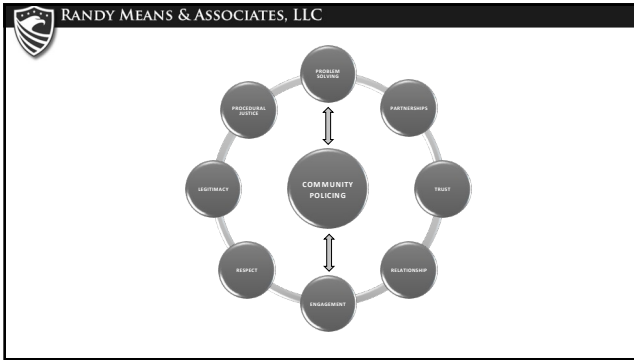 RANDY MEANS & ASSOCIATES, LLC
PROBLEM
SOLVING
PROCEDURAL
JUSTICE
PARTNERSHIPS
LEGITIMACY
COMMUNITY
POLICING
TRUST
RESPECT
RELATIONSHIP
ENGAGEMENT